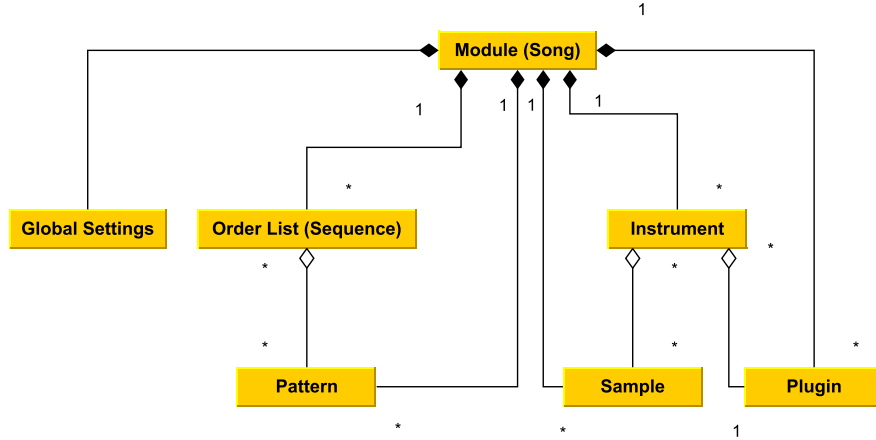 1
Module (Song)
1
1
1
1
*
*
Global Settings
Order List (Sequence)
Instrument
*
*
*
*
*
*
Pattern
Sample
Plugin
*
*
1